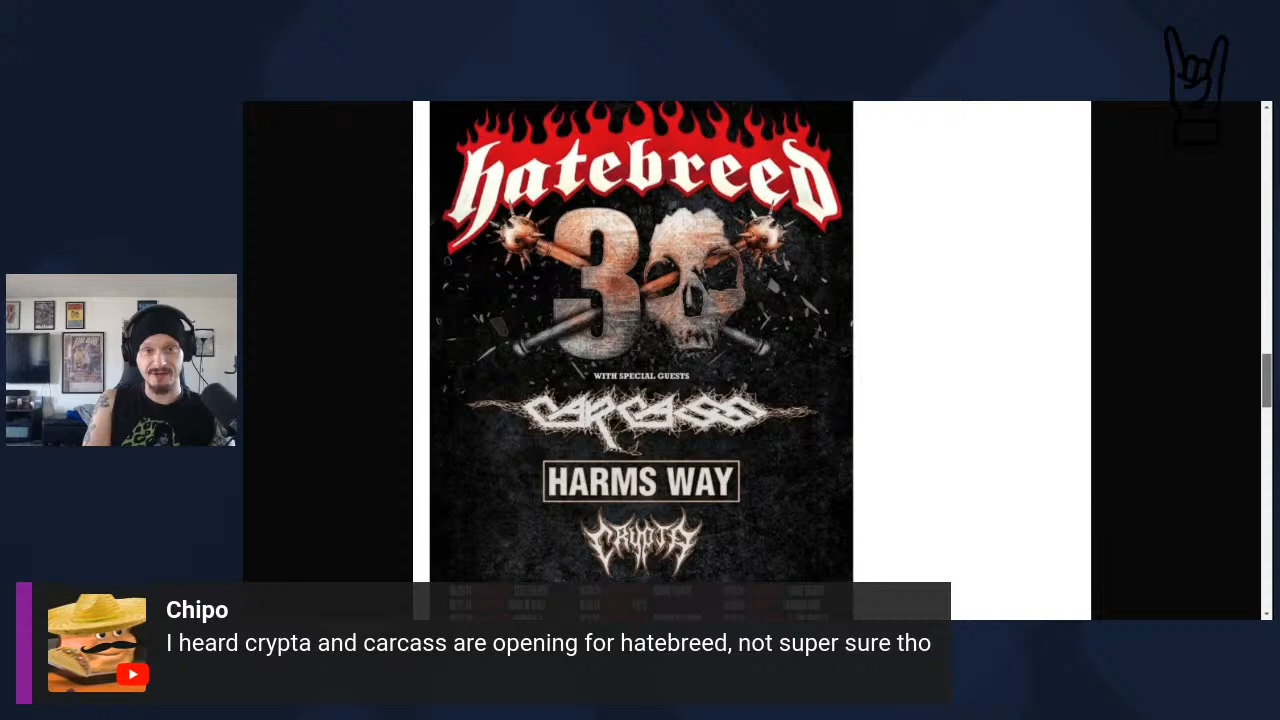 hatebreed
30
WITH SPECIAL GUESTS
CARCASS
HARMS WAY
CRYPTA
Chipo
I heard crypta and carcass are opening for hatebreed, not super sure tho